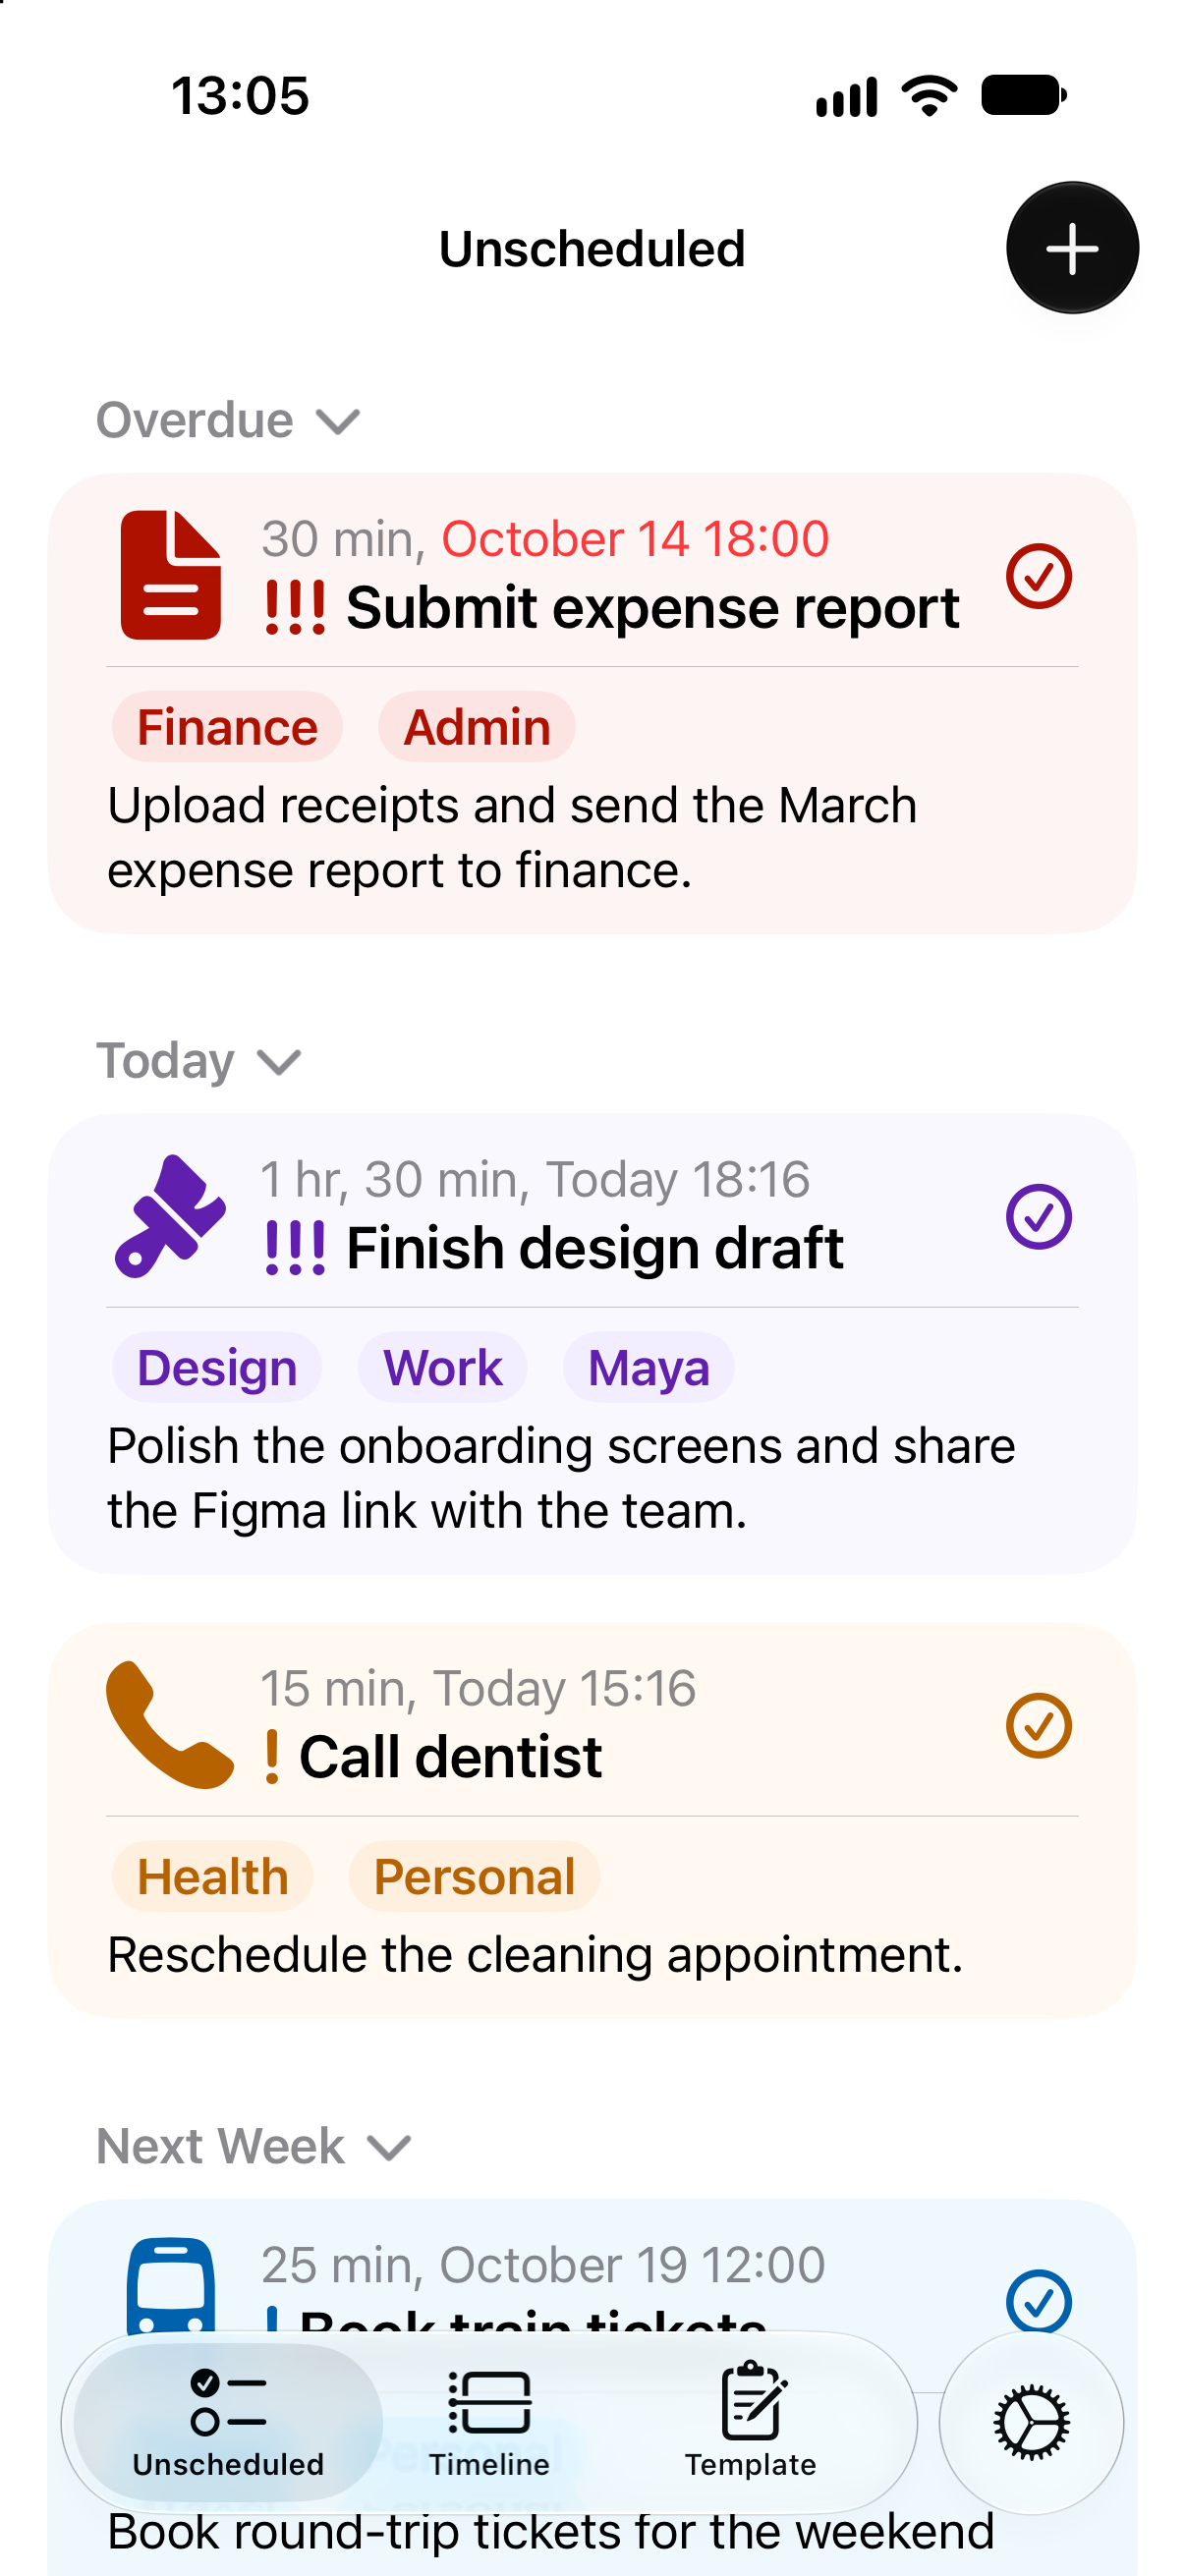 13:05
Unscheduled
Overdue
30 min, October 14 18:00
!!! Submit expense report
Finance Admin
Upload receipts and send the March
expense report to finance.
Today
1 hr, 30 min, Today 18:16
!!! Finish design draft
Design Work Maya
Polish the onboarding screens and share
the Figma link with the team.
15 min, Today 15:16
! Call dentist
Health Personal
Reschedule the cleaning appointment.
Next Week
25 min, October 19 12:00
! Book train tickets
Personal
Unscheduled Timeline Template
Book round-trip tickets for the weekend